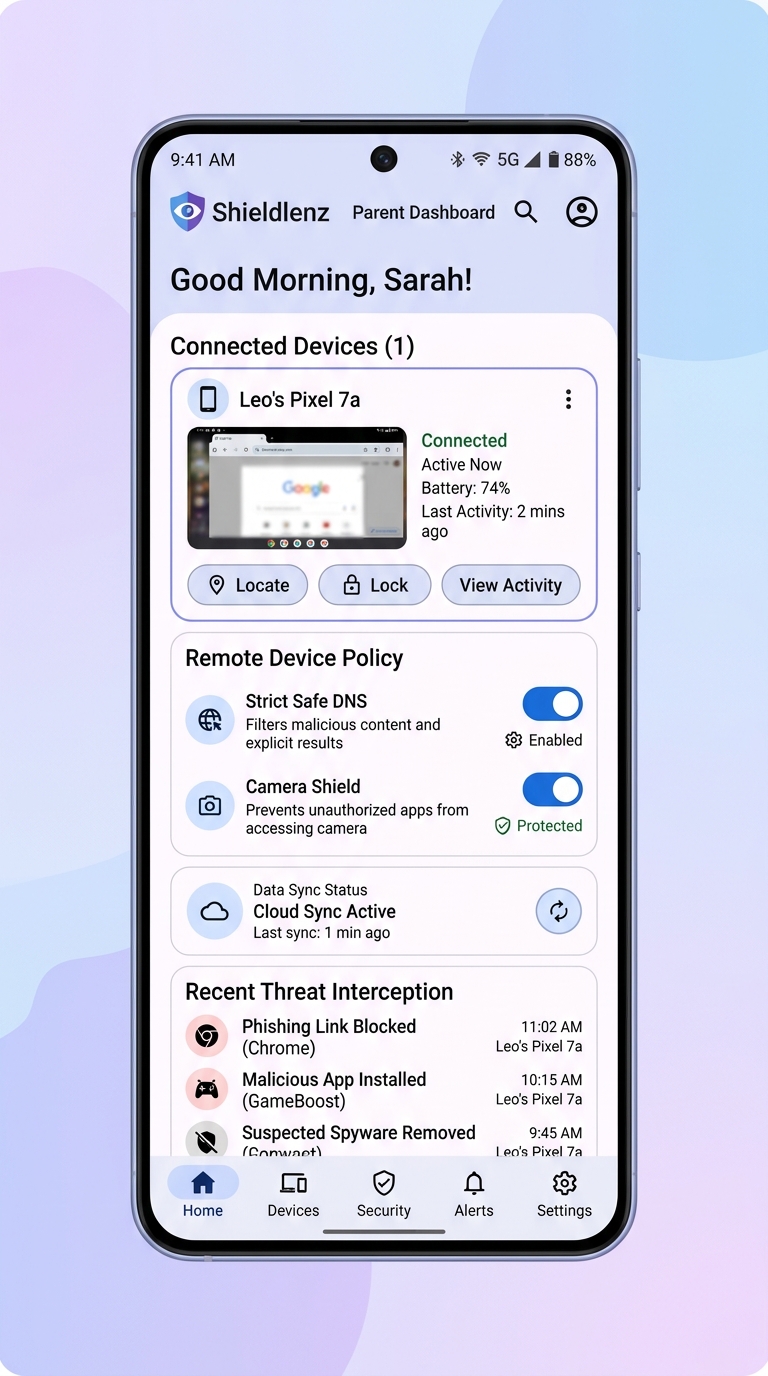 9:41 AM 5G 88%
Shieldlenz Parent Dashboard
Good Morning, Sarah!
Connected Devices (1)
Leo's Pixel 7a
Google
Connected
Active Now
Battery: 74%
Last Activity: 2 mins
ago
Locate Lock View Activity
Remote Device Policy
Strict Safe DNS
Filters malicious content and
explicit results
Enabled
Camera Shield
Prevents unauthorized apps from
accessing camera
Protected
Data Sync Status
Cloud Sync Active
Last sync: 1 min ago
Recent Threat Interception
Phishing Link Blocked 11:02 AM
(Chrome) Leo's Pixel 7a
Malicious App Installed 10:15 AM
(GameBoost) Leo's Pixel 7a
Suspected Spyware Removed 9:45 AM
Leo's Pixel 7a
Home Devices Security Alerts Settings